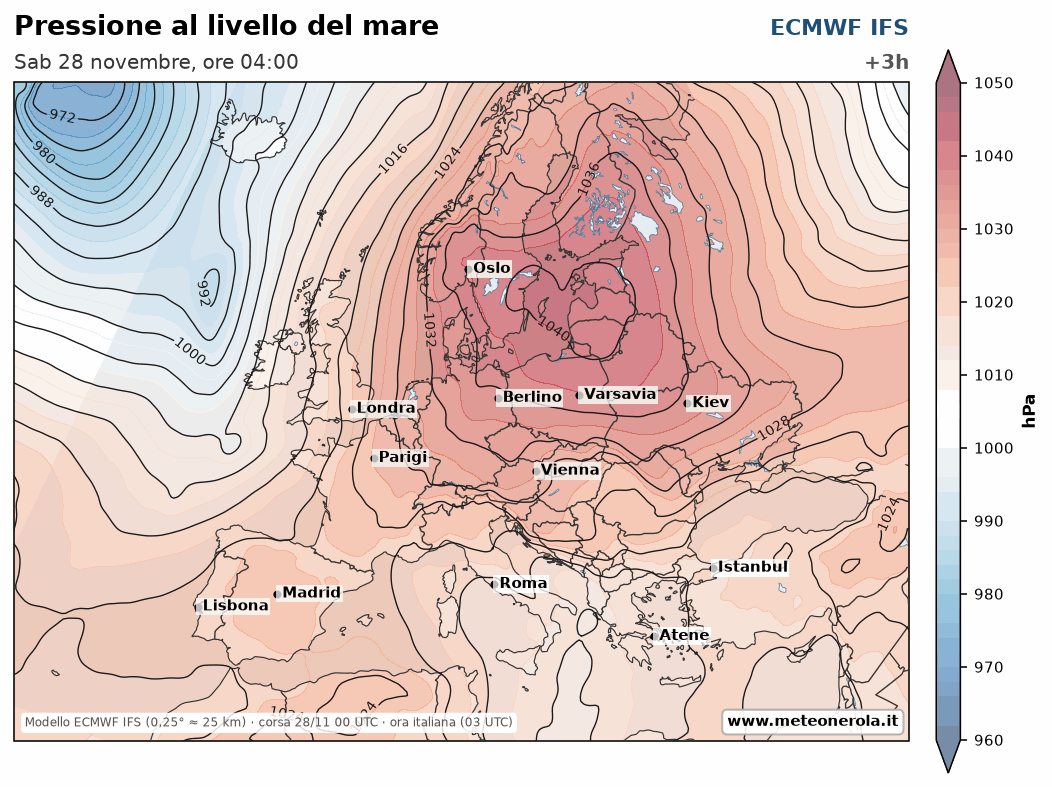 Pressione al livello del mare
ECMWF IFS
Sab 28 novembre, ore 04:00
+3h
972
980
988
992
1000
1016
1024
1036
1040
1032
1028
1024
Oslo
Berlino
Varsavia
Kiev
Londra
Parigi
Vienna
Istanbul
Roma
Madrid
Lisbona
Atene
Modello ECMWF IFS (0,25° ≈ 25 km) · corsa 28/11 00 UTC · ora italiana (03 UTC)
www.meteonerola.it
1050
1040
1030
1020
1010
1000
990
980
970
960
hPa